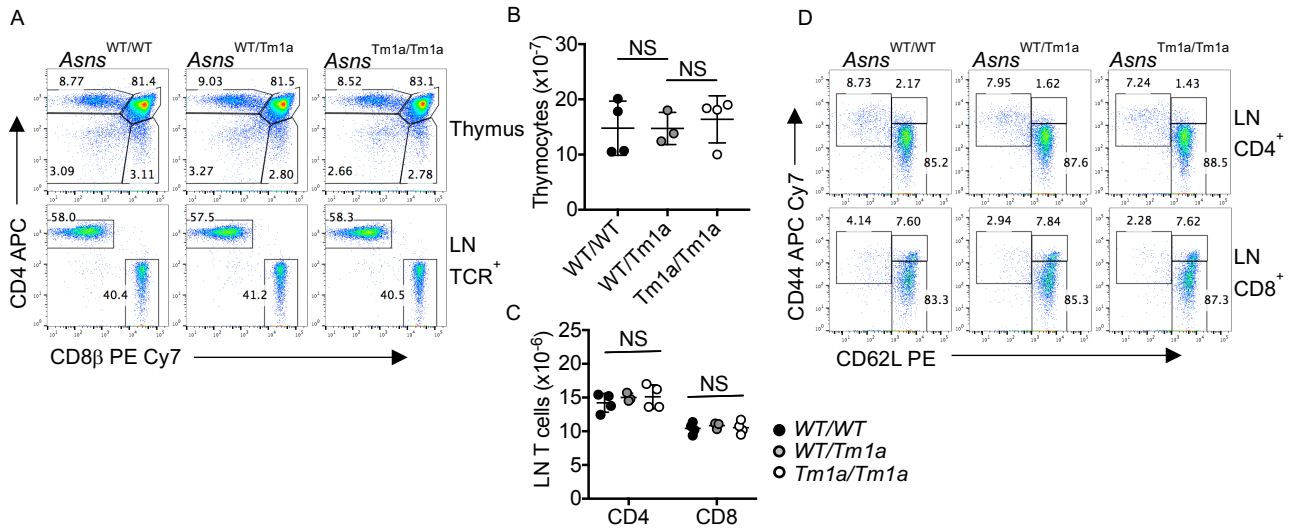 A
Asns WT/WT
Asns WT/Tm1a
Asns Tm1a/Tm1a
8.77 81.4
9.03 81.5
8.52 83.1
Thymus
3.09 3.11
3.27 2.80
2.66 2.78
58.0
57.5
58.3
LN
TCR+
40.4
41.2
40.5
CD4 APC
CD8β PE Cy7
B
Thymocytes (x10-7)
30
20
10
0
NS
NS
WT/WT
WT/Tm1a
Tm1a/Tm1a
C
LN T cells (x10-6)
25
20
15
10
5
0
NS
NS
CD4 CD8
WT/WT
WT/Tm1a
Tm1a/Tm1a
D
Asns WT/WT
Asns WT/Tm1a
Asns Tm1a/Tm1a
8.73 2.17
7.95 1.62
7.24 1.43
LN
CD4+
85.2
87.6
88.5
4.14 7.60
2.94 7.84
2.28 7.62
LN
CD8+
83.3
85.3
87.3
CD44 APC Cy7
CD62L PE